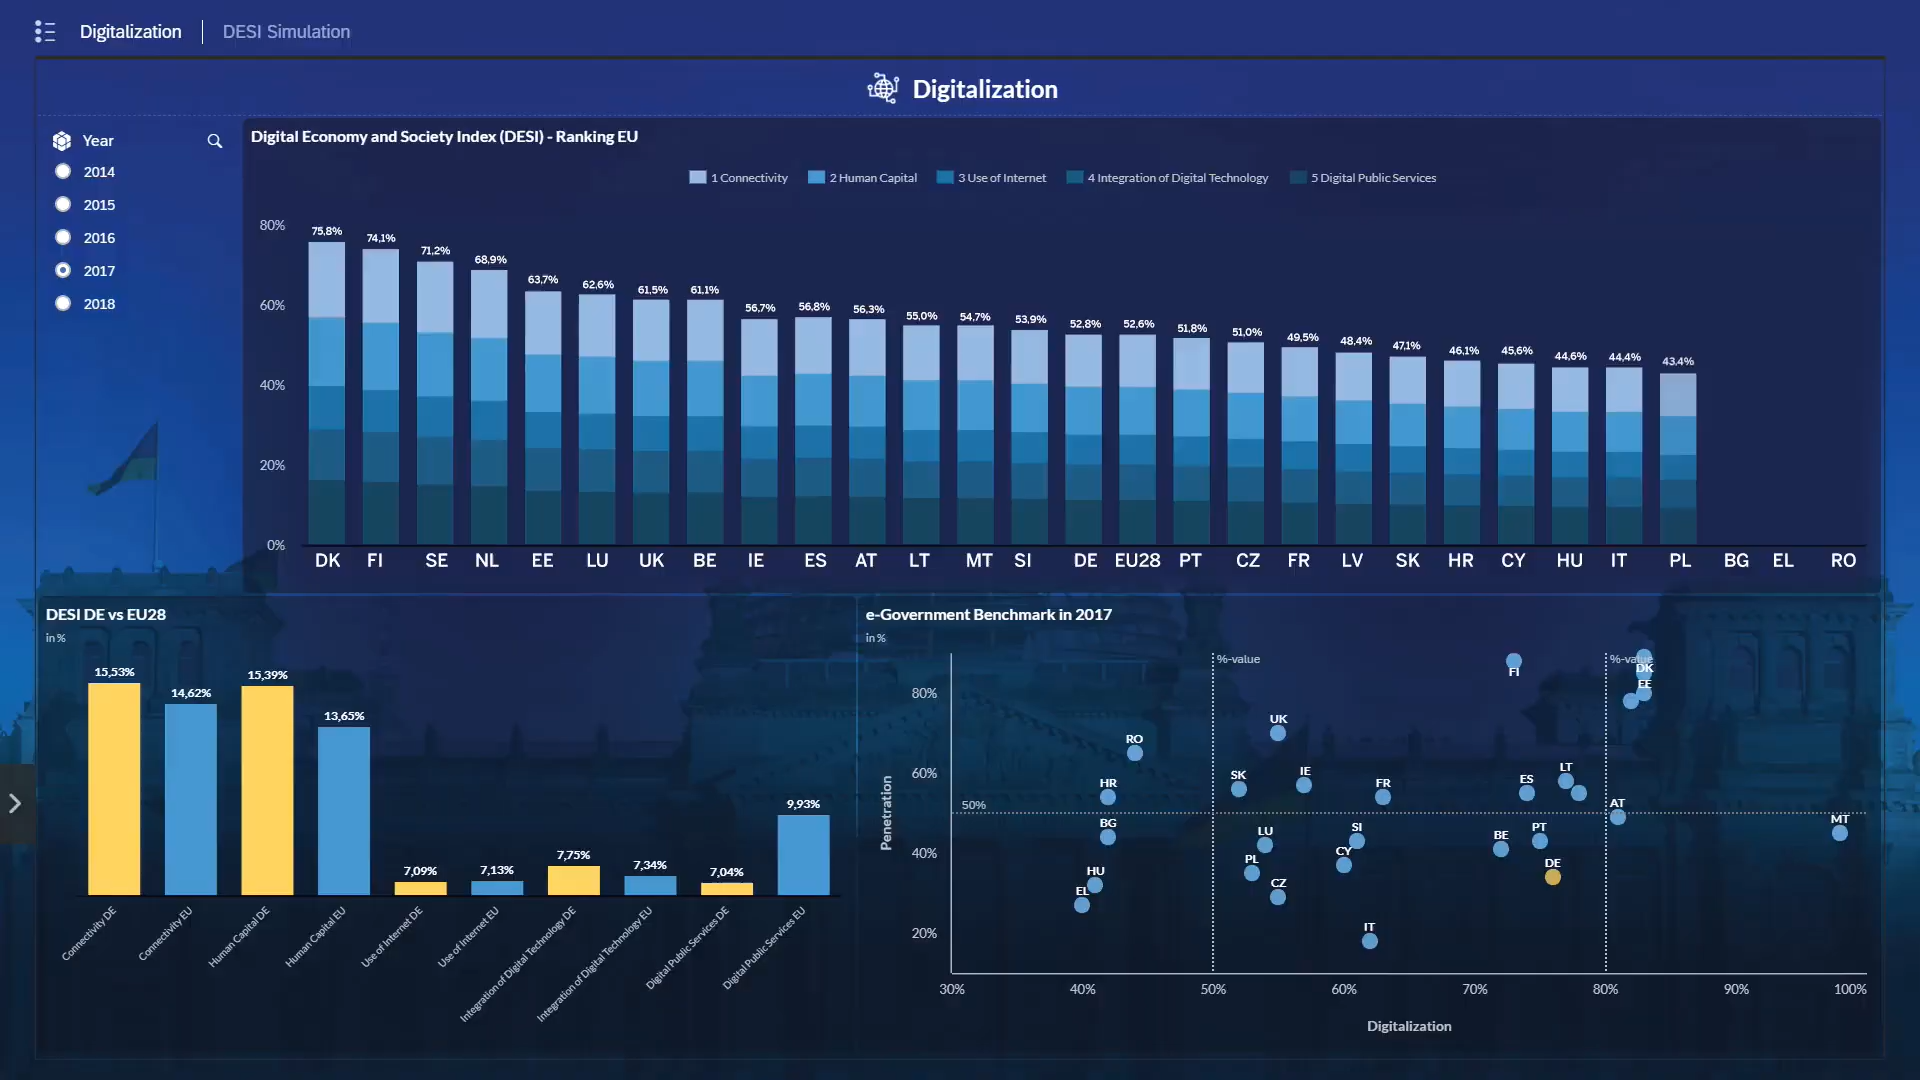 Digitalization
DESI Simulation
Digitalization
Year
2014
2015
2016
2017
2018
Digital Economy and Society Index (DESI) - Ranking EU
1 Connectivity 2 Human Capital 3 Use of Internet 4 Integration of Digital Technology 5 Digital Public Services
80%
60%
40%
20%
0%
75,8% 74,1% 71,2% 68,9% 63,7% 62,6% 61,5% 61,1% 56,7% 56,8% 56,3% 55,0% 54,7% 53,9% 52,8% 52,6% 51,8% 51,0% 49,5% 48,4% 47,1% 46,1% 45,6% 44,6% 44,4% 43,4%
DK FI SE NL EE LU UK BE IE ES AT LT MT SI DE EU28 PT CZ FR LV SK HR CY HU IT PL BG EL RO
DESI DE vs EU28
in %
15,53% 14,62% 15,39% 13,65% 7,09% 7,13% 7,75% 7,34% 7,04% 9,93%
Connectivity DE
Connectivity EU
Human Capital DE
Human Capital EU
Use of Internet DE
Use of Internet EU
Integration of Digital Technology DE
Integration of Digital Technology EU
Digital Public Services DE
Digital Public Services EU
e-Government Benchmark in 2017
in %
Penetration
80%
60%
40%
20%
%-value
%-value
50%
FI
DK
EE
UK
RO
SK
IE
HR
FR
ES
LT
AT
MT
BG
LU
SI
BE
PT
PL
CY
DE
HU
EL
CZ
IT
30% 40% 50% 60% 70% 80% 90% 100%
Digitalization